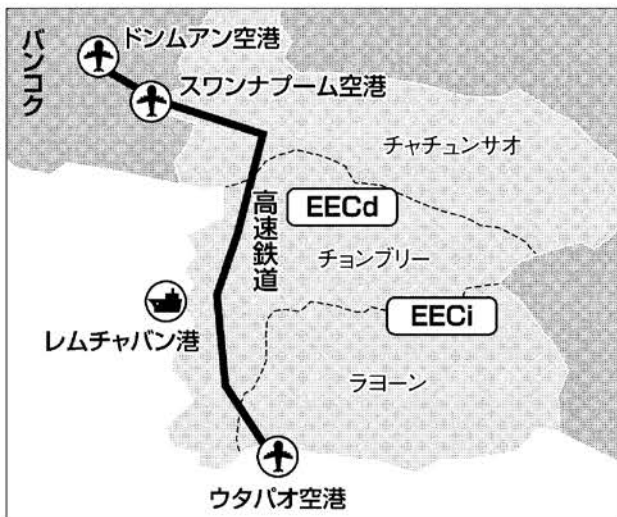 バンコク
ドンムアン空港
スワンナプーム空港
チャチュンサオ
高速鉄道
EECd
チョンブリー
EECi
レムチャバン港
ラヨーン
ウタパオ空港